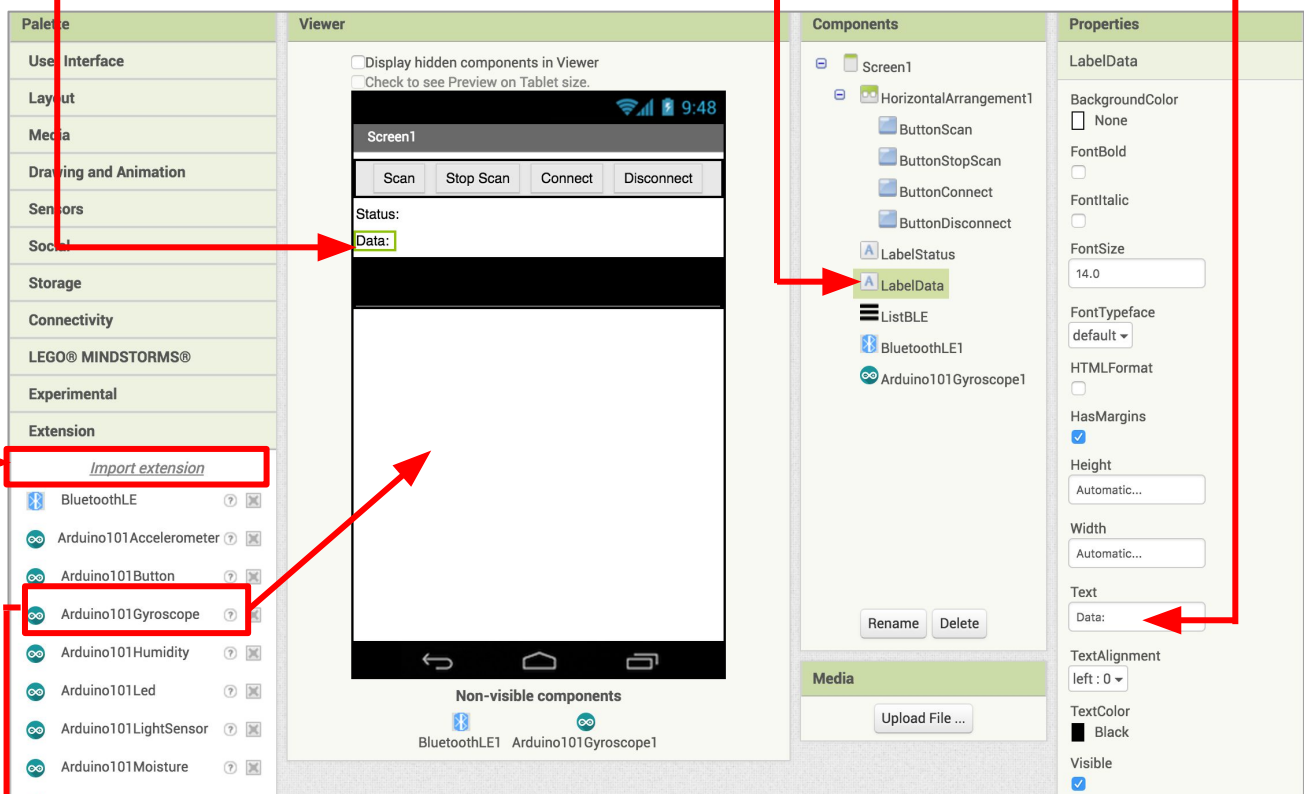 Palette
User Interface
Layout
Media
Drawing and Animation
Sensors
Social
Storage
Connectivity
LEGO® MINDSTORMS®
Experimental
Extension
Import extension
BluetoothLE
Arduino101Accelerometer
Arduino101Button
Arduino101Gyroscope
Arduino101Humidity
Arduino101Led
Arduino101LightSensor
Arduino101Moisture
Viewer
Display hidden components in Viewer
Check to see Preview on Tablet size.
9:48
Screen1
Scan Stop Scan Connect Disconnect
Status:
Data:
Non-visible components
BluetoothLE1 Arduino101Gyroscope1
Components
Screen1
HorizontalArrangement1
ButtonScan
ButtonStopScan
ButtonConnect
ButtonDisconnect
LabelStatus
LabelData
ListBLE
BluetoothLE1
Arduino101Gyroscope1
Rename Delete
Media
Upload File ...
Properties
LabelData
BackgroundColor
None
FontBold
FontItalic
FontSize
14.0
FontTypeface
default
HTMLFormat
HasMargins
Height
Automatic...
Width
Automatic...
Text
Data:
TextAlignment
left : 0
TextColor
Black
Visible